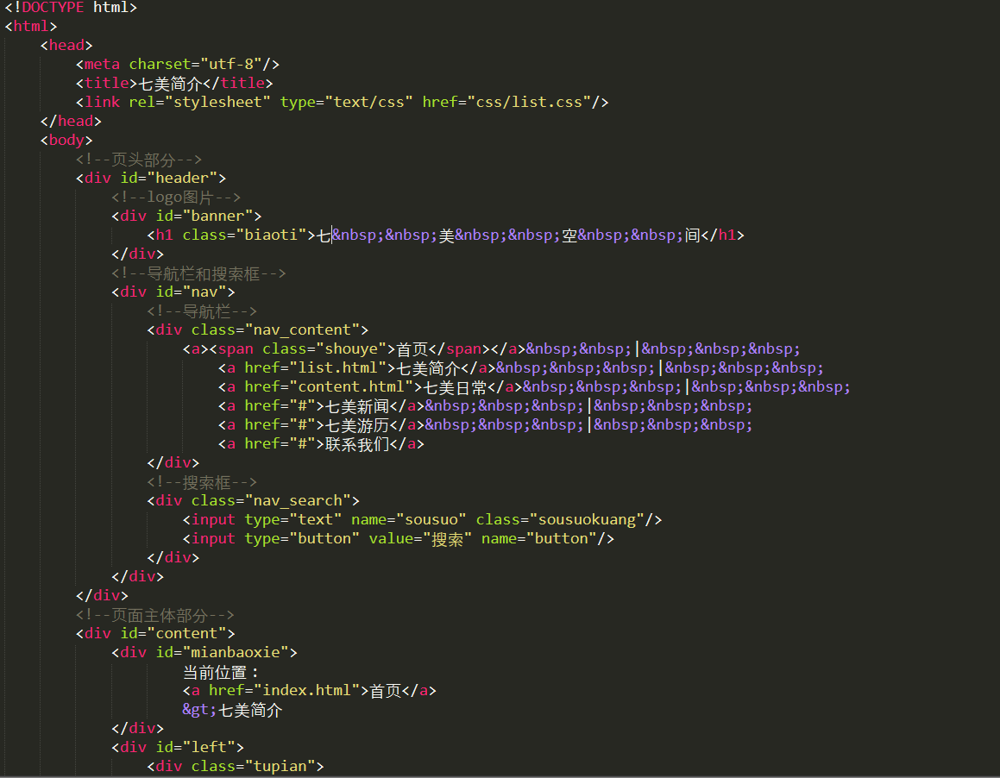 <!DOCTYPE html>
<html>
<head>
<meta charset="utf-8"/>
<title>七美简介</title>
<link rel="stylesheet" type="text/css" href="css/list.css"/>
</head>
<body>
<!--页头部分-->
<div id="header">
<!--logo图片-->
<div id="banner">
<h1 class="biaoti">七&nbsp;&nbsp;美&nbsp;&nbsp;空&nbsp;&nbsp;间</h1>
</div>
<!--导航栏和搜索框-->
<div id="nav">
<!--导航栏-->
<div class="nav_content">
<a><span class="shouye">首页</span></a>&nbsp;&nbsp;|&nbsp;&nbsp;&nbsp;
<a href="list.html">七美简介</a>&nbsp;&nbsp;&nbsp;|&nbsp;&nbsp;&nbsp;
<a href="content.html">七美日常</a>&nbsp;&nbsp;&nbsp;|&nbsp;&nbsp;&nbsp;
<a href="#">七美新闻</a>&nbsp;&nbsp;&nbsp;|&nbsp;&nbsp;&nbsp;
<a href="#">七美游历</a>&nbsp;&nbsp;&nbsp;|&nbsp;&nbsp;&nbsp;
<a href="#">联系我们</a>
</div>
<!--搜索框-->
<div class="nav_search">
<input type="text" name="sousuo" class="sousuokuang"/>
<input type="button" value="搜索" name="button"/>
</div>
</div>
</div>
<!--页面主体部分-->
<div id="content">
<div id="mianbaoxie">
当前位置：
<a href="index.html">首页</a>
&gt;七美简介
</div>
<div id="left">
<div class="tupian">